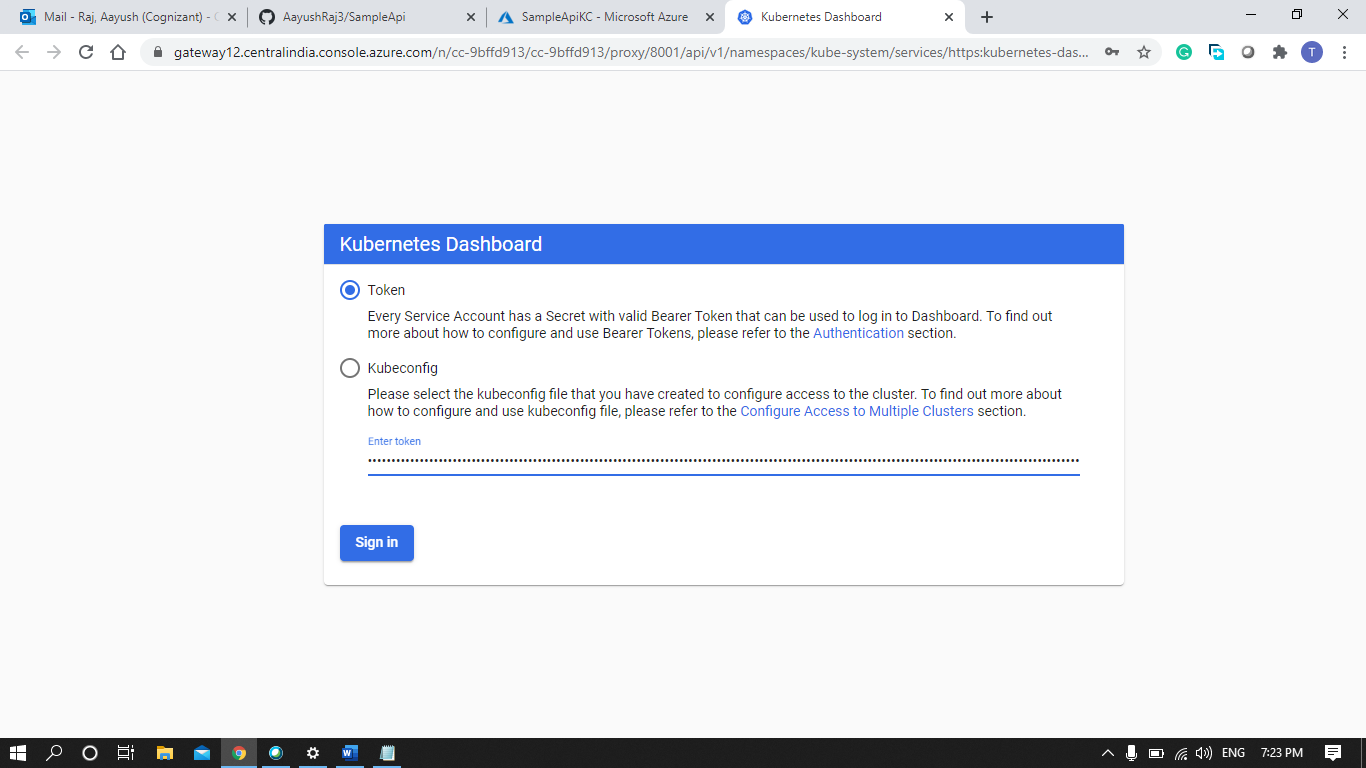 Mail - Raj, Aayush (Cognizant) -
AayushRaj3/SampleApi
SampleApiKC - Microsoft Azure
Kubernetes Dashboard
gateway12.centralindia.console.azure.com/n/cc-9bffd913/cc-9bffd913/proxy/8001/api/v1/namespaces/kube-system/services/https:kubernetes-das...
T
Kubernetes Dashboard
Token
Every Service Account has a Secret with valid Bearer Token that can be used to log in to Dashboard. To find out
more about how to configure and use Bearer Tokens, please refer to the Authentication section.
Kubeconfig
Please select the kubeconfig file that you have created to configure access to the cluster. To find out more about
how to configure and use kubeconfig file, please refer to the Configure Access to Multiple Clusters section.
Enter token
Sign in
ENG
7:23 PM